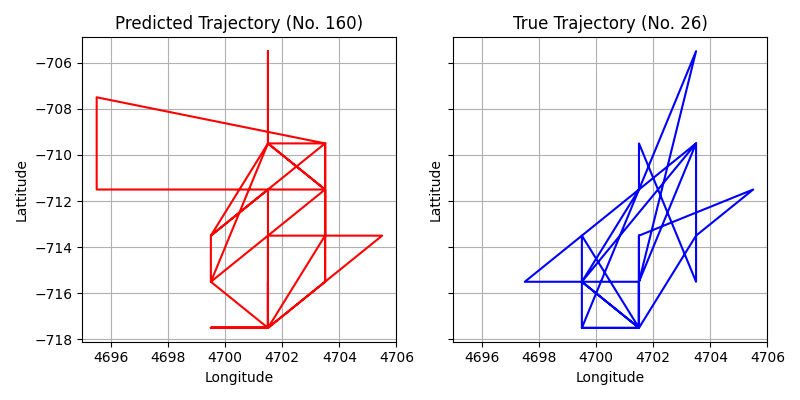 Predicted Trajectory (No. 160)
True Trajectory (No. 26)
−706
−708
−710
−712
−714
−716
−718
Lattitude
Lattitude
4696 4698 4700 4702 4704 4706
4696 4698 4700 4702 4704 4706
Longitude
Longitude